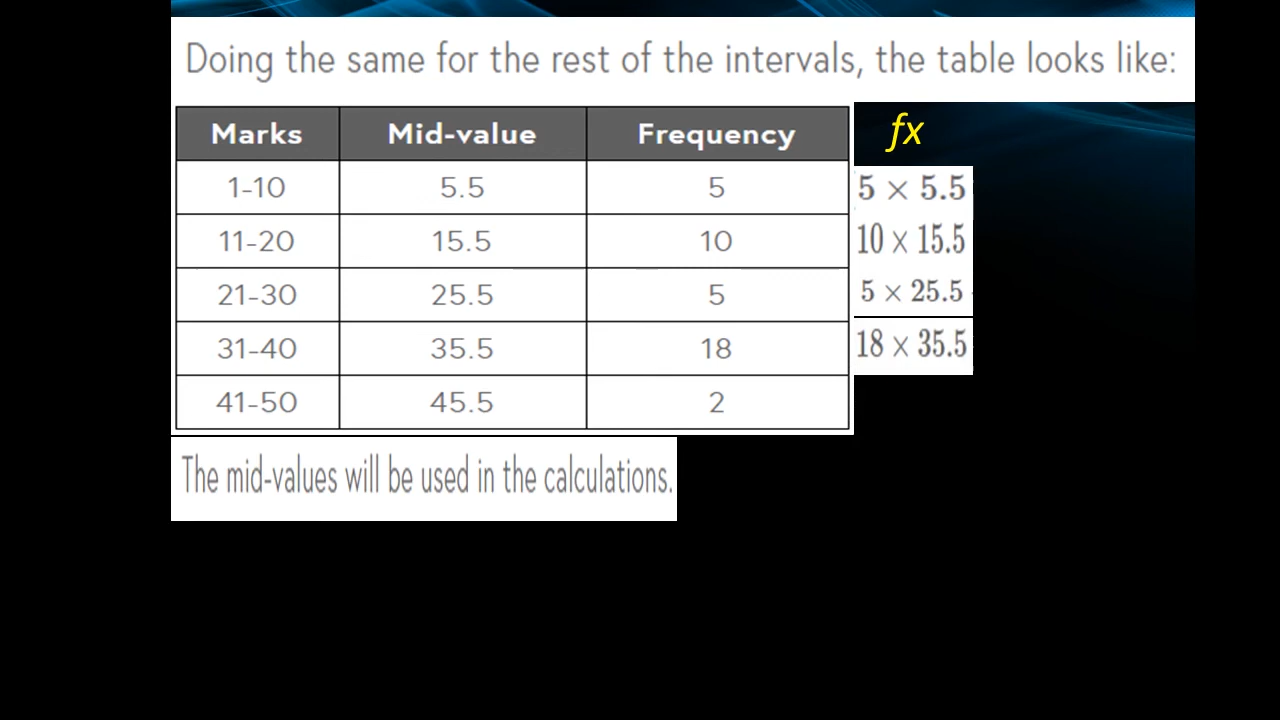 Doing the same for the rest of the intervals, the table looks like:
Marks Mid-value Frequency fx
1-10 5.5 5 5 × 5.5
11-20 15.5 10 10 × 15.5
21-30 25.5 5 5 × 25.5
31-40 35.5 18 18 × 35.5
41-50 45.5 2
The mid-values will be used in the calculations.